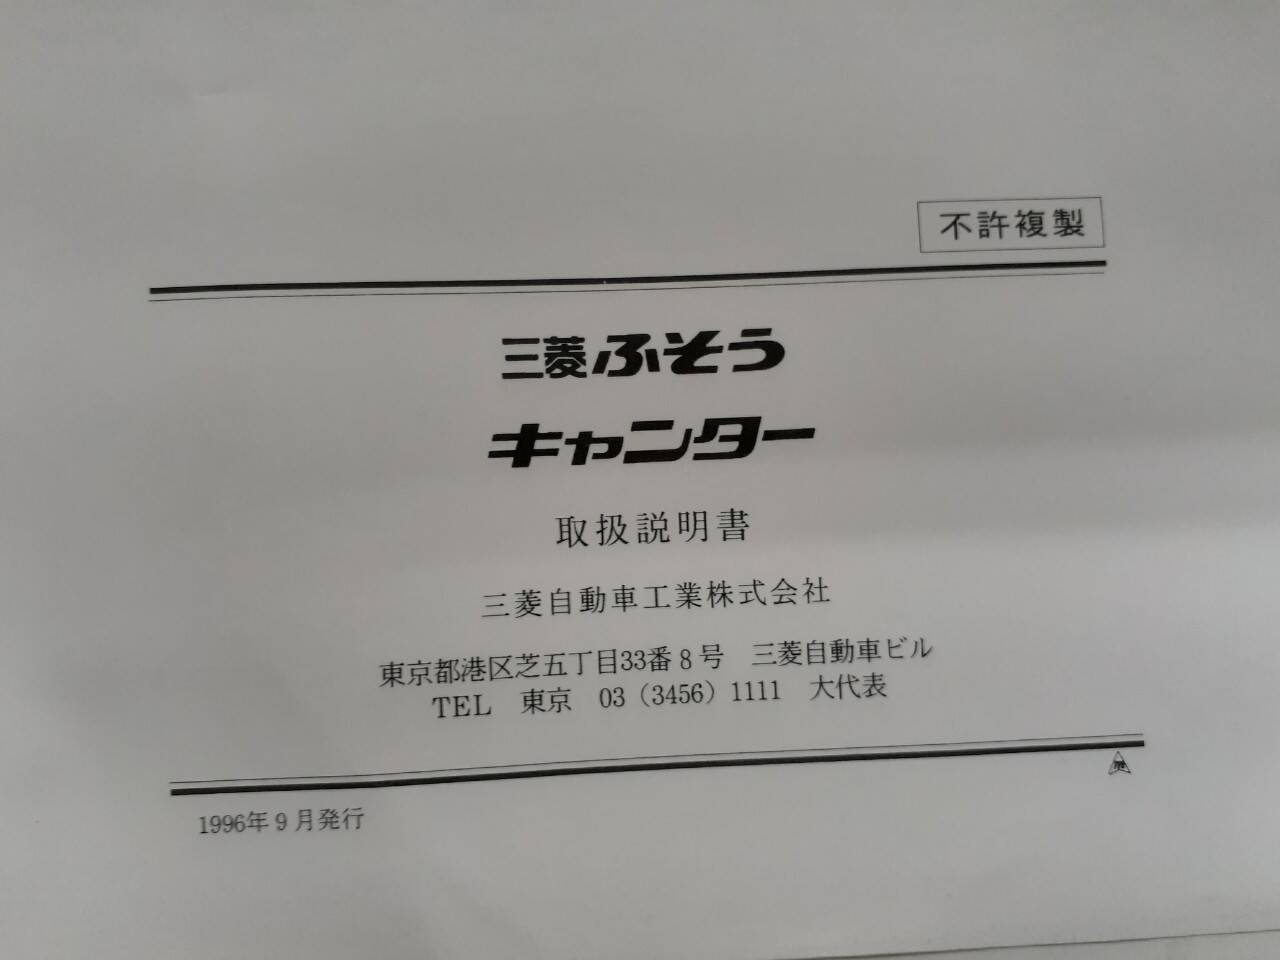 不許複製
三菱ふそう
キャンター
取扱説明書
三菱自動車工業株式会社
東京都港区芝五丁目33番8号 三菱自動車ビル
TEL 東京 03(3456)1111 大代表
1996年9月発行